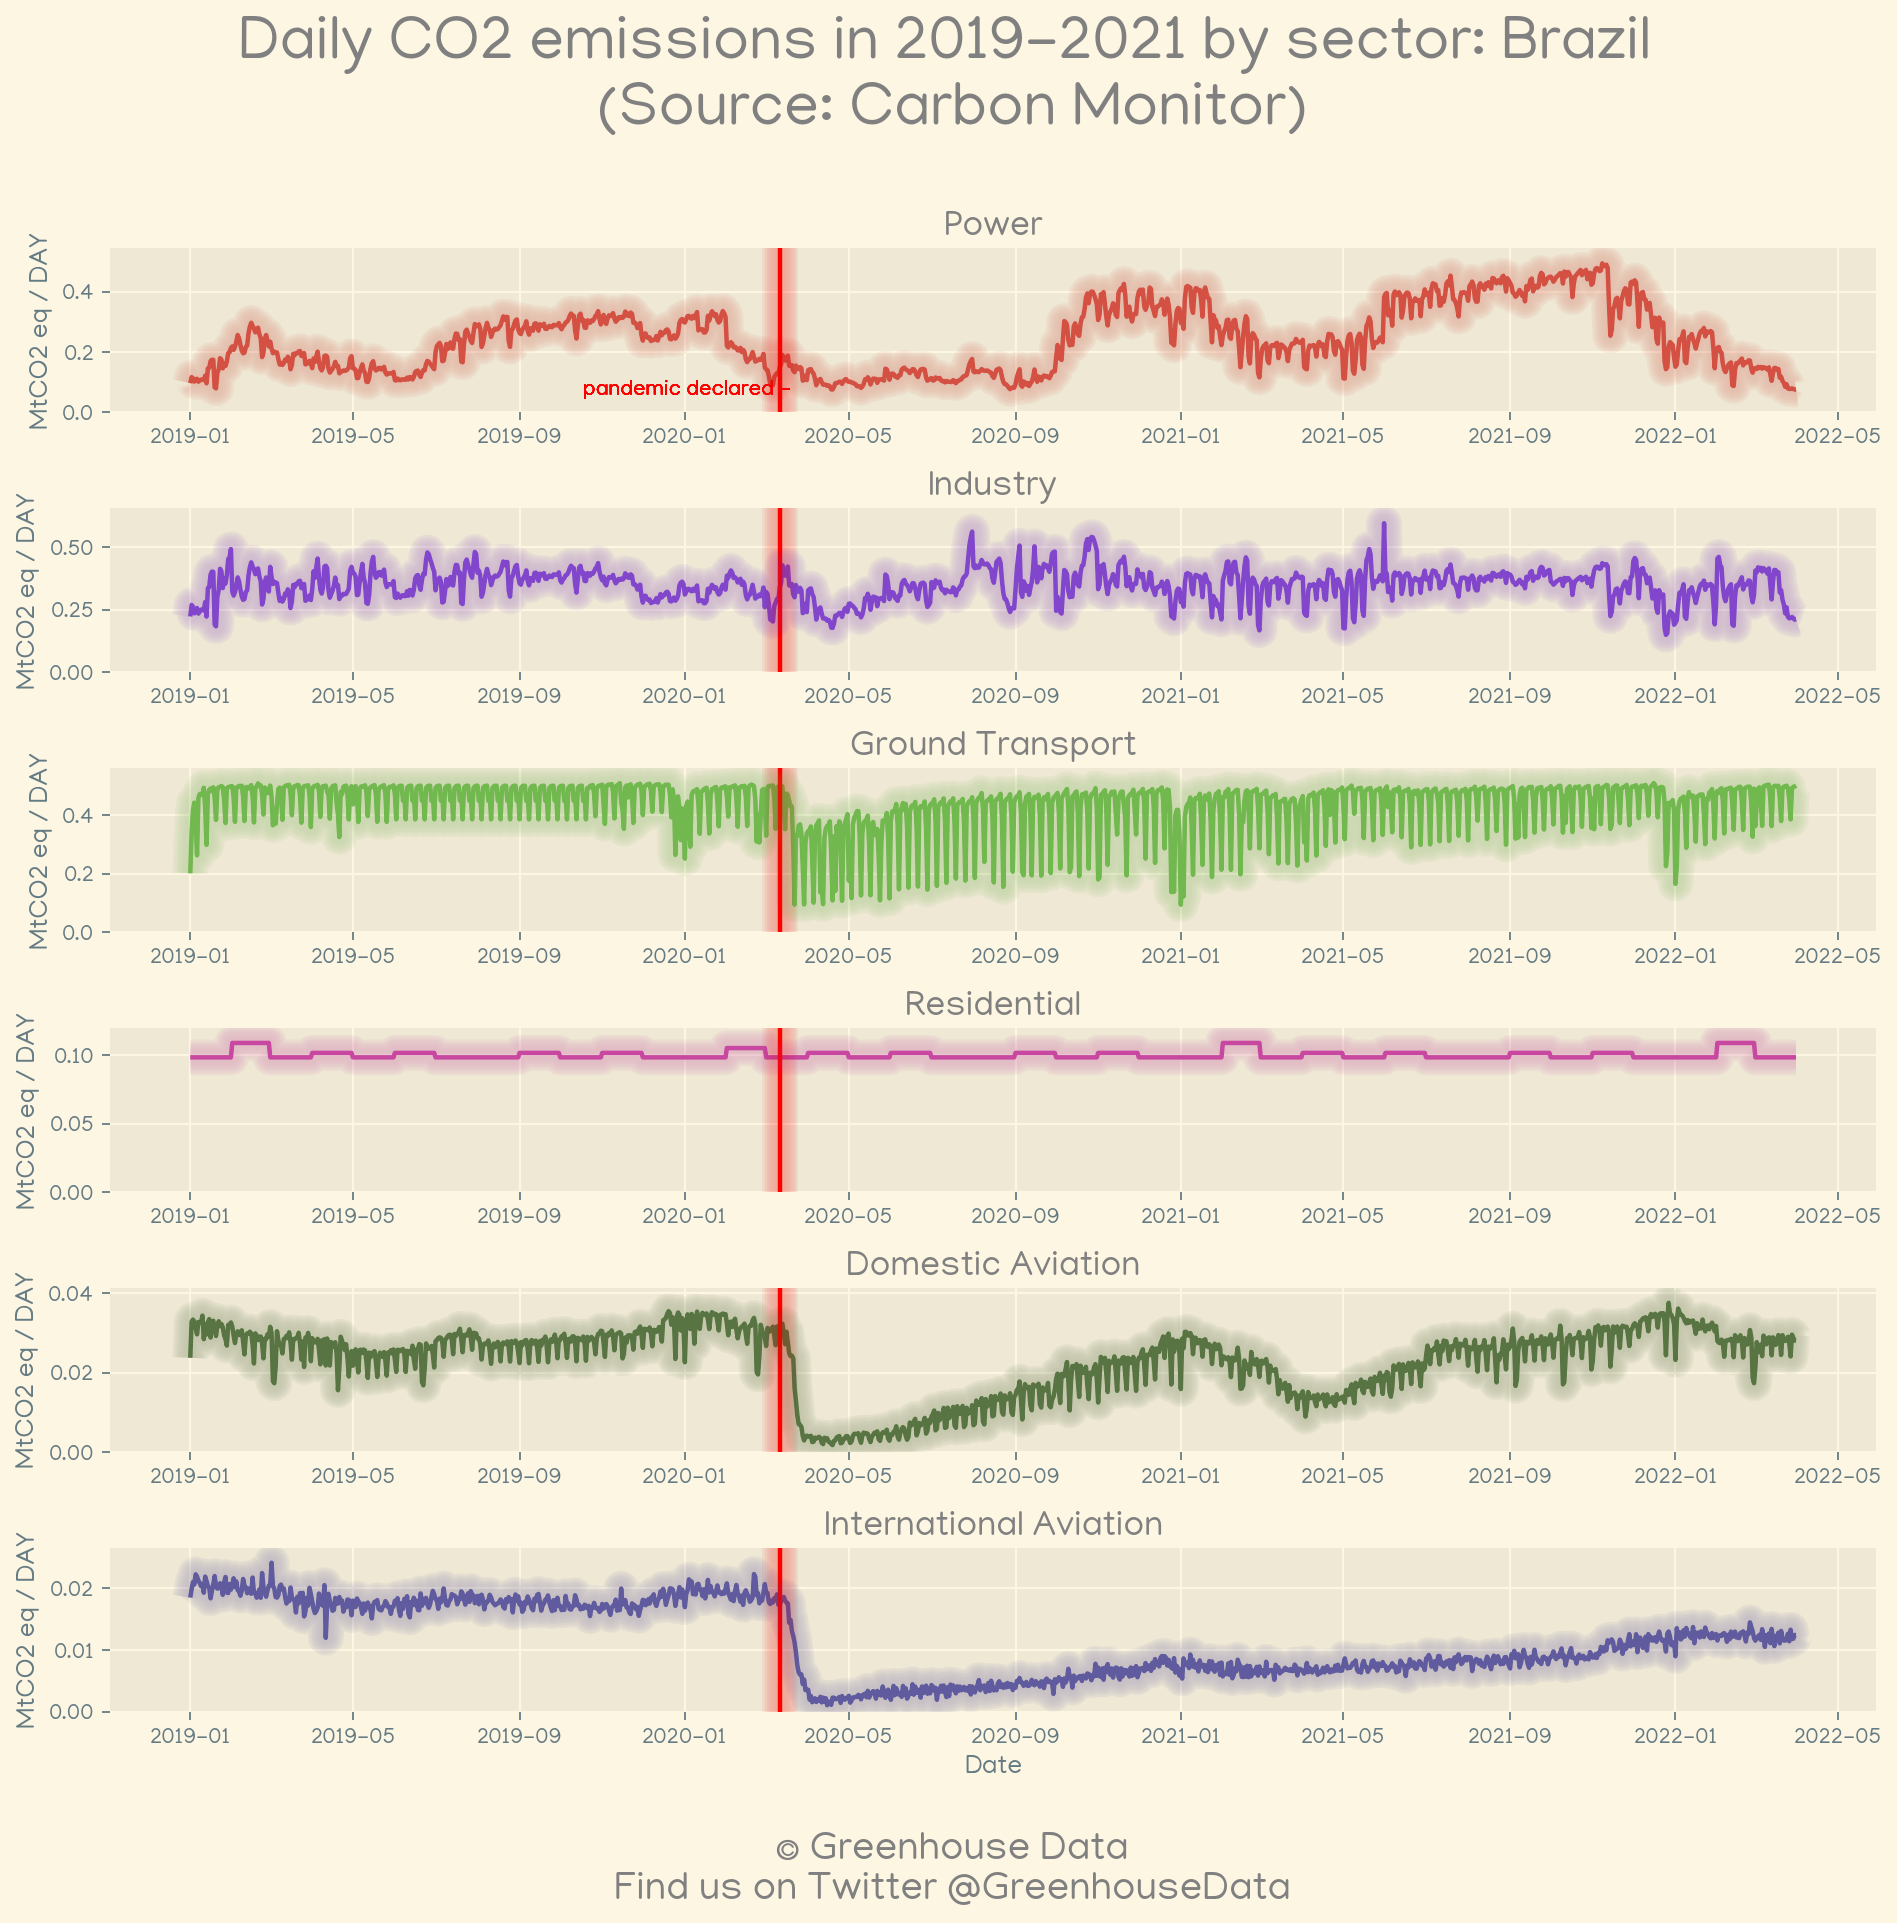 Daily CO2 emissions in 2019-2021 by sector: Brazil
(Source: Carbon Monitor)
Power
MtCO2 eq / DAY
0.4
0.2
0.0
pandemic declared
2019-01 2019-05 2019-09 2020-01 2020-05 2020-09 2021-01 2021-05 2021-09 2022-01 2022-05
Industry
MtCO2 eq / DAY
0.50
0.25
0.00
2019-01 2019-05 2019-09 2020-01 2020-05 2020-09 2021-01 2021-05 2021-09 2022-01 2022-05
Ground Transport
MtCO2 eq / DAY
0.4
0.2
0.0
2019-01 2019-05 2019-09 2020-01 2020-05 2020-09 2021-01 2021-05 2021-09 2022-01 2022-05
Residential
MtCO2 eq / DAY
0.10
0.05
0.00
2019-01 2019-05 2019-09 2020-01 2020-05 2020-09 2021-01 2021-05 2021-09 2022-01 2022-05
Domestic Aviation
MtCO2 eq / DAY
0.04
0.02
0.00
2019-01 2019-05 2019-09 2020-01 2020-05 2020-09 2021-01 2021-05 2021-09 2022-01 2022-05
International Aviation
MtCO2 eq / DAY
0.02
0.01
0.00
2019-01 2019-05 2019-09 2020-01 2020-05 2020-09 2021-01 2021-05 2021-09 2022-01 2022-05
Date
© Greenhouse Data
Find us on Twitter @GreenhouseData